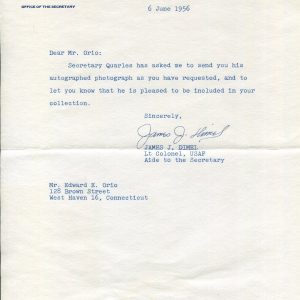 OFFICE OF THE SECRETARY
6 June 1956
Dear Mr. Orio:
Secretary Quarles has asked me to send you his
autographed photograph as you have requested, and to
let you know that he is pleased to be included in your
collection.
Sincerely,
James J. Dimel
JAMES J. DIMEL
Lt Colonel, USAF
Aide to the Secretary
Mr. Edward E. Orio
128 Brown Street
West Haven 16, Connecticut